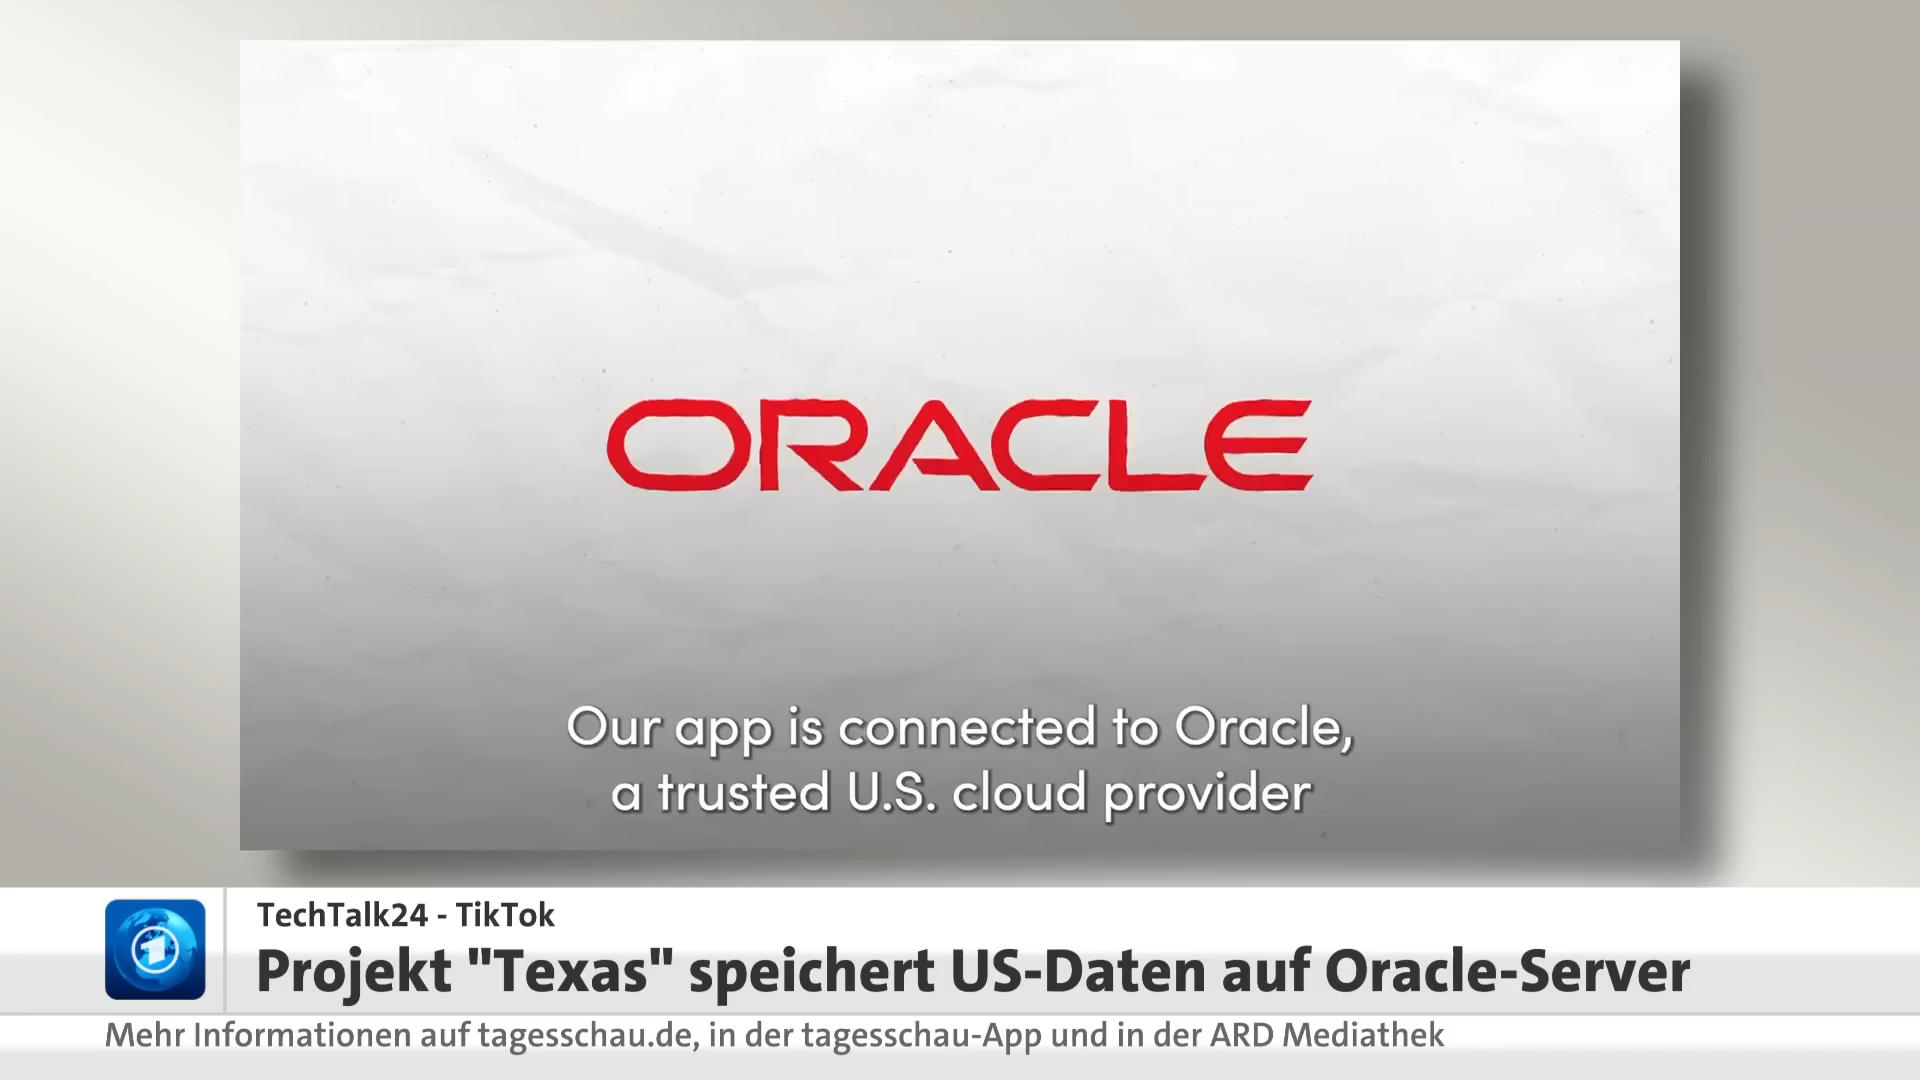 ORACLE
Our app is connected to Oracle,
a trusted U.S. cloud provider
1
TechTalk24 - TikTok
Projekt "Texas" speichert US-Daten auf Oracle-Server
Mehr Informationen auf tagesschau.de, in der tagesschau-App und in der ARD Mediathek